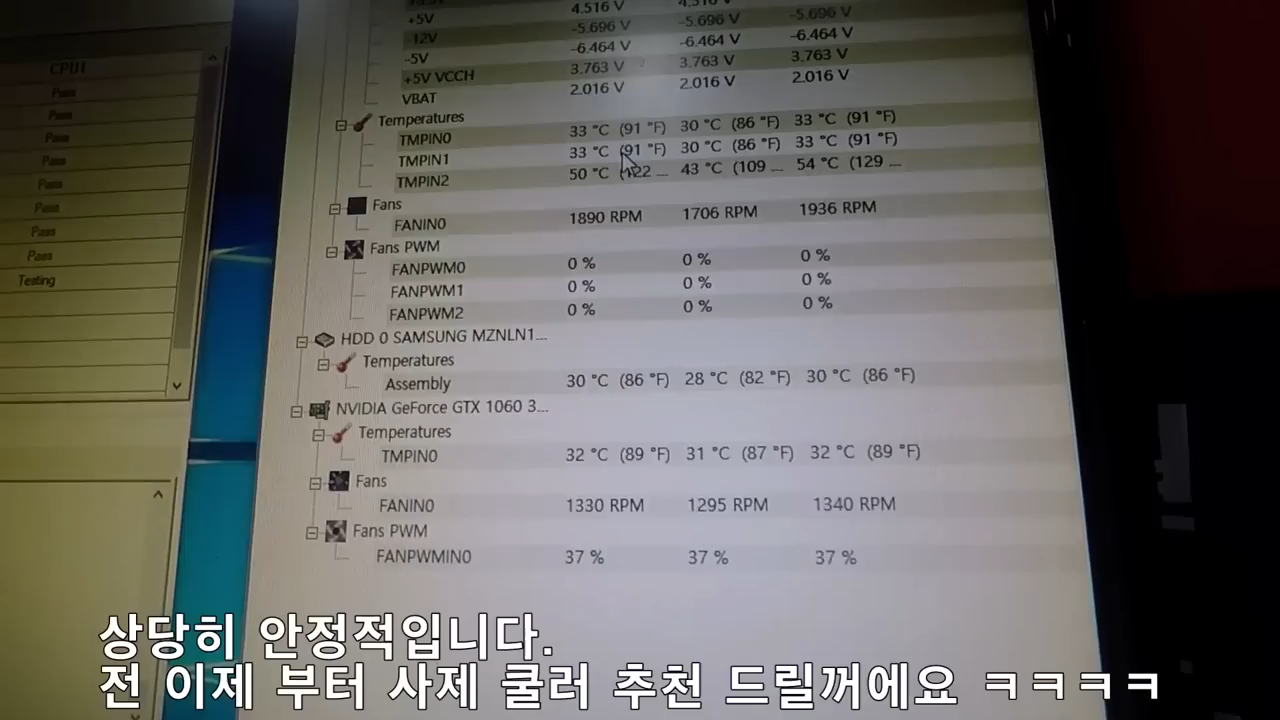 CPU1
Pass
Pass
Pass
Pass
Pass
Pass
Pass
Pass
Testing
+5V 4.516 V 4.516 V
-12V -5.696 V -5.696 V -5.696 V
-5V -6.464 V -6.464 V -6.464 V
+5V VCCH 3.763 V 3.763 V 3.763 V
VBAT 2.016 V 2.016 V 2.016 V
Temperatures
TMPIN0 33 °C (91 °F) 30 °C (86 °F) 33 °C (91 °F)
TMPIN1 33 °C (91 °F) 30 °C (86 °F) 33 °C (91 °F)
TMPIN2 50 °C (122 ... 43 °C (109 ... 54 °C (129 ...
Fans
FANIN0 1890 RPM 1706 RPM 1936 RPM
Fans PWM
FANPWM0 0 % 0 % 0 %
FANPWM1 0 % 0 % 0 %
FANPWM2 0 % 0 % 0 %
HDD 0 SAMSUNG MZNLN1...
Temperatures
Assembly 30 °C (86 °F) 28 °C (82 °F) 30 °C (86 °F)
NVIDIA GeForce GTX 1060 3...
Temperatures
TMPIN0 32 °C (89 °F) 31 °C (87 °F) 32 °C (89 °F)
Fans
FANIN0 1330 RPM 1295 RPM 1340 RPM
Fans PWM
FANPWMIN0 37 % 37 % 37 %
상당히 안정적입니다.
전 이제 부터 사제 쿨러 추천 드릴꺼에요 ㅋㅋㅋㅋ